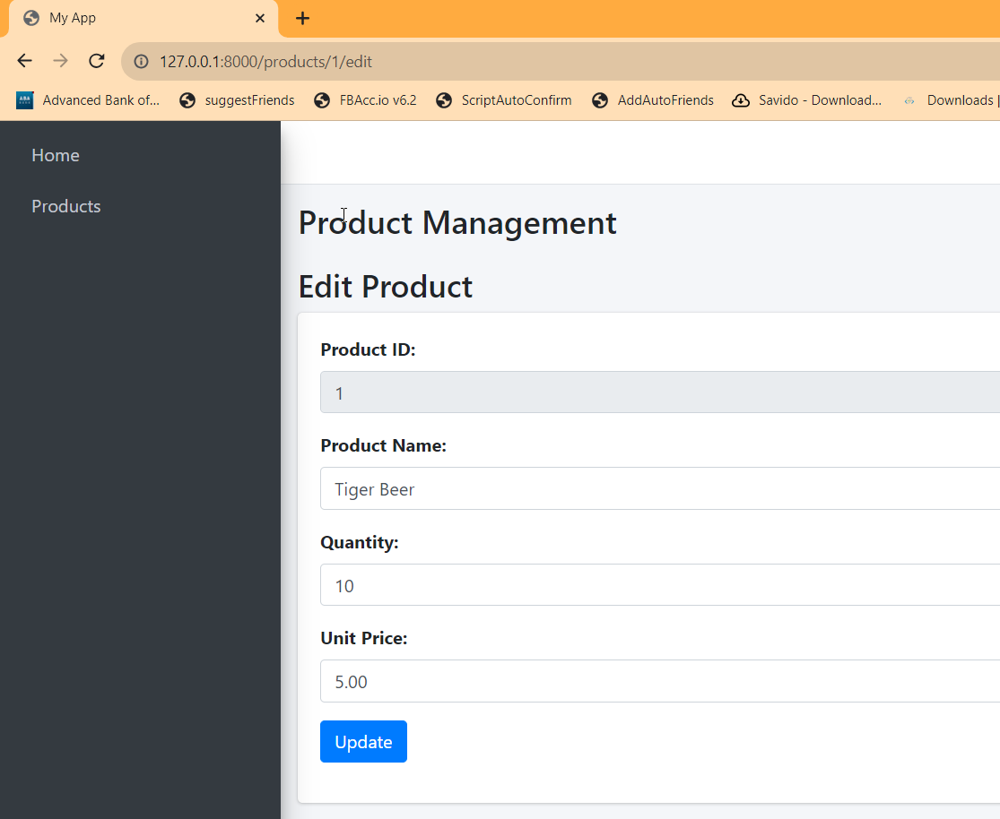 My App
127.0.0.1:8000/products/1/edit
Advanced Bank of... suggestFriends FBAcc.io v6.2 ScriptAutoConfirm AddAutoFriends Savido - Download... Downloads |
Home
Products
Product Management
Edit Product
Product ID:
1
Product Name:
Tiger Beer
Quantity:
10
Unit Price:
5.00
Update